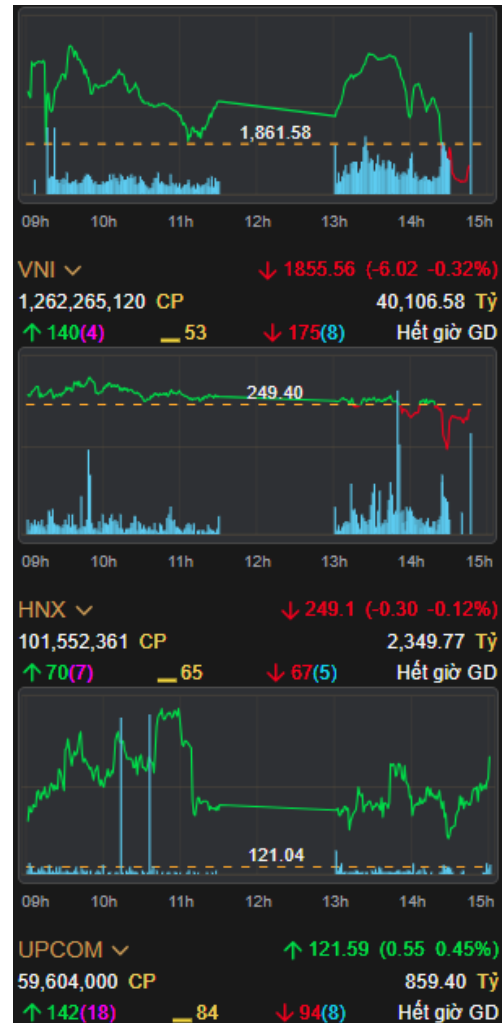 1,861.58
09h 10h 11h 12h 13h 14h 15h
VNI ↓ 1855.56 (-6.02 -0.32%)
1,262,265,120 CP 40,106.58 Tỷ
↑ 140(4) 53 ↓ 175(8) Hết giờ GD
249.40
09h 10h 11h 12h 13h 14h 15h
HNX ↓ 249.1 (-0.30 -0.12%)
101,552,361 CP 2,349.77 Tỷ
↑ 70(7) 65 ↓ 67(5) Hết giờ GD
121.04
09h 10h 11h 12h 13h 14h 15h
UPCOM ↑ 121.59 (0.55 0.45%)
59,604,000 CP 859.40 Tỷ
↑ 142(18) 84 ↓ 94(8) Hết giờ GD